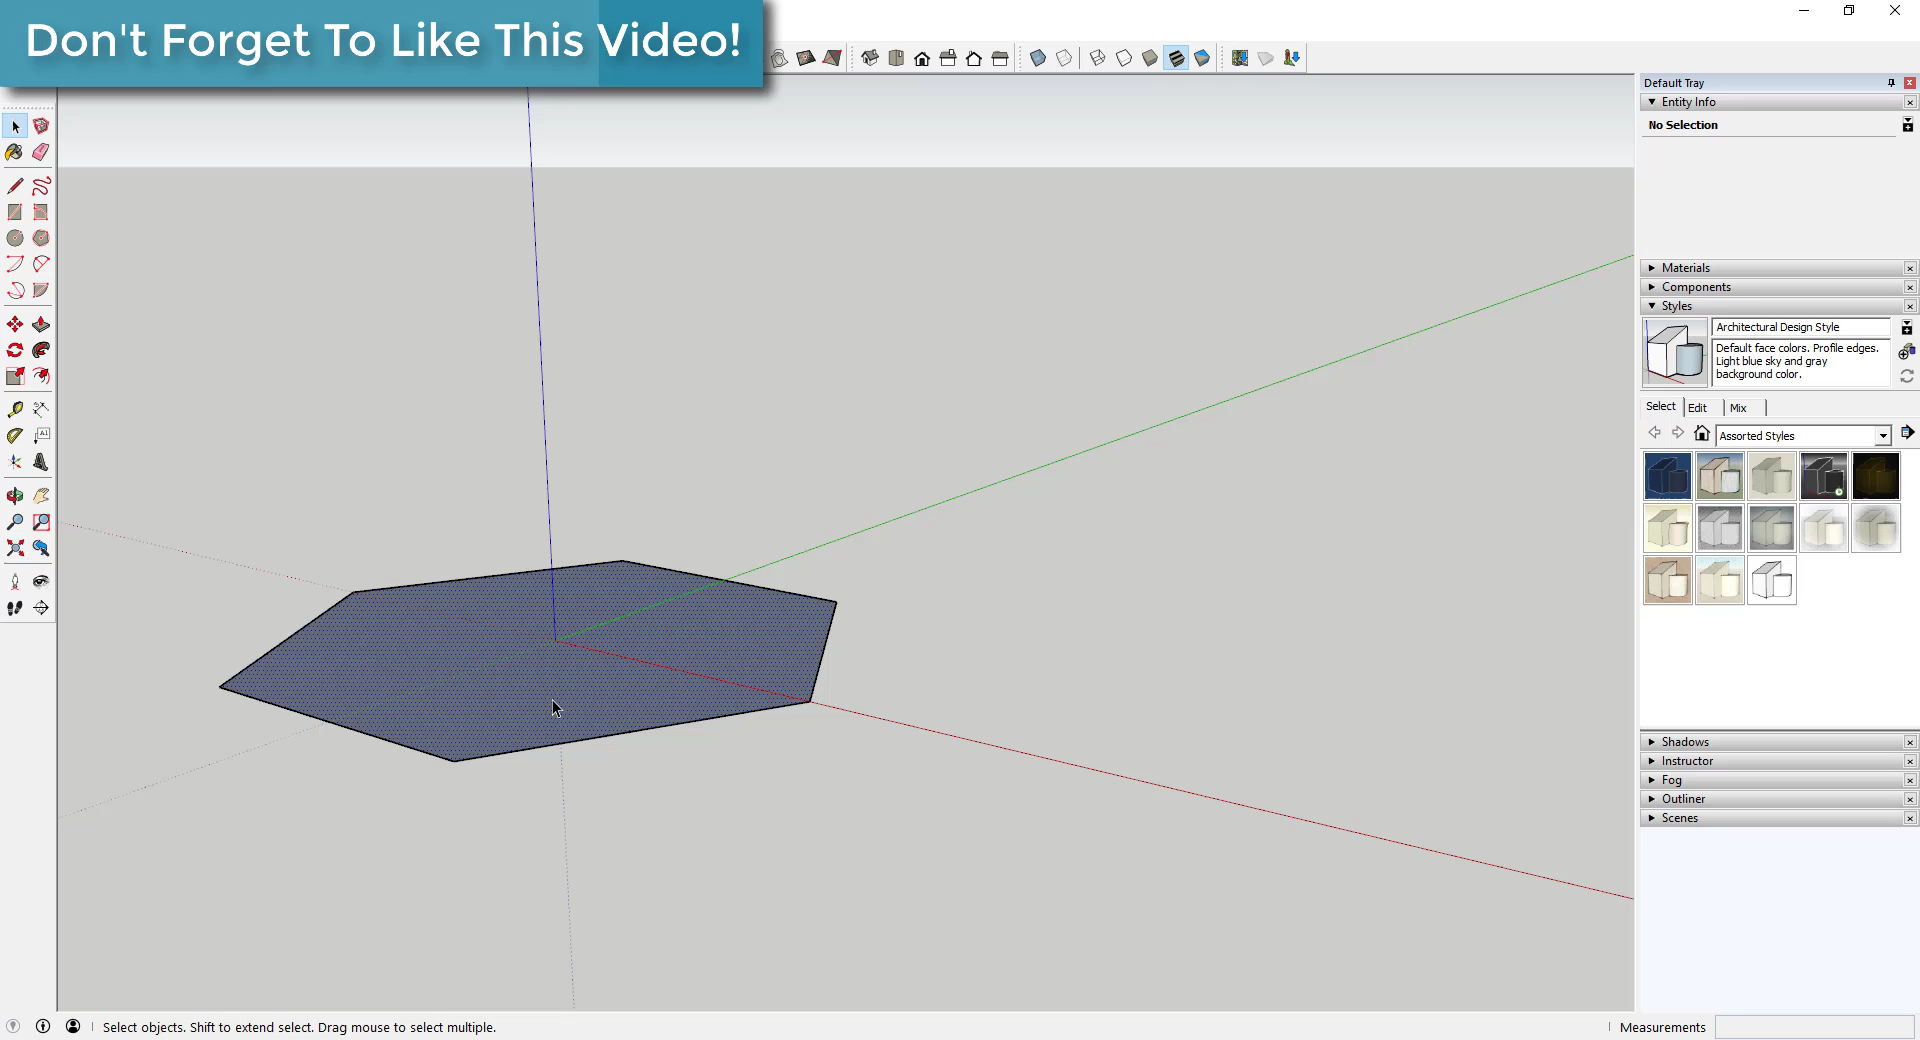 Don't Forget To Like This Video!
Default Tray
Entity Info
No Selection
Materials
Components
Styles
Architectural Design Style
Default face colors. Profile edges.
Light blue sky and gray
background color.
Select Edit Mix
Assorted Styles
Shadows
Instructor
Fog
Outliner
Scenes
Select objects. Shift to extend select. Drag mouse to select multiple.
Measurements